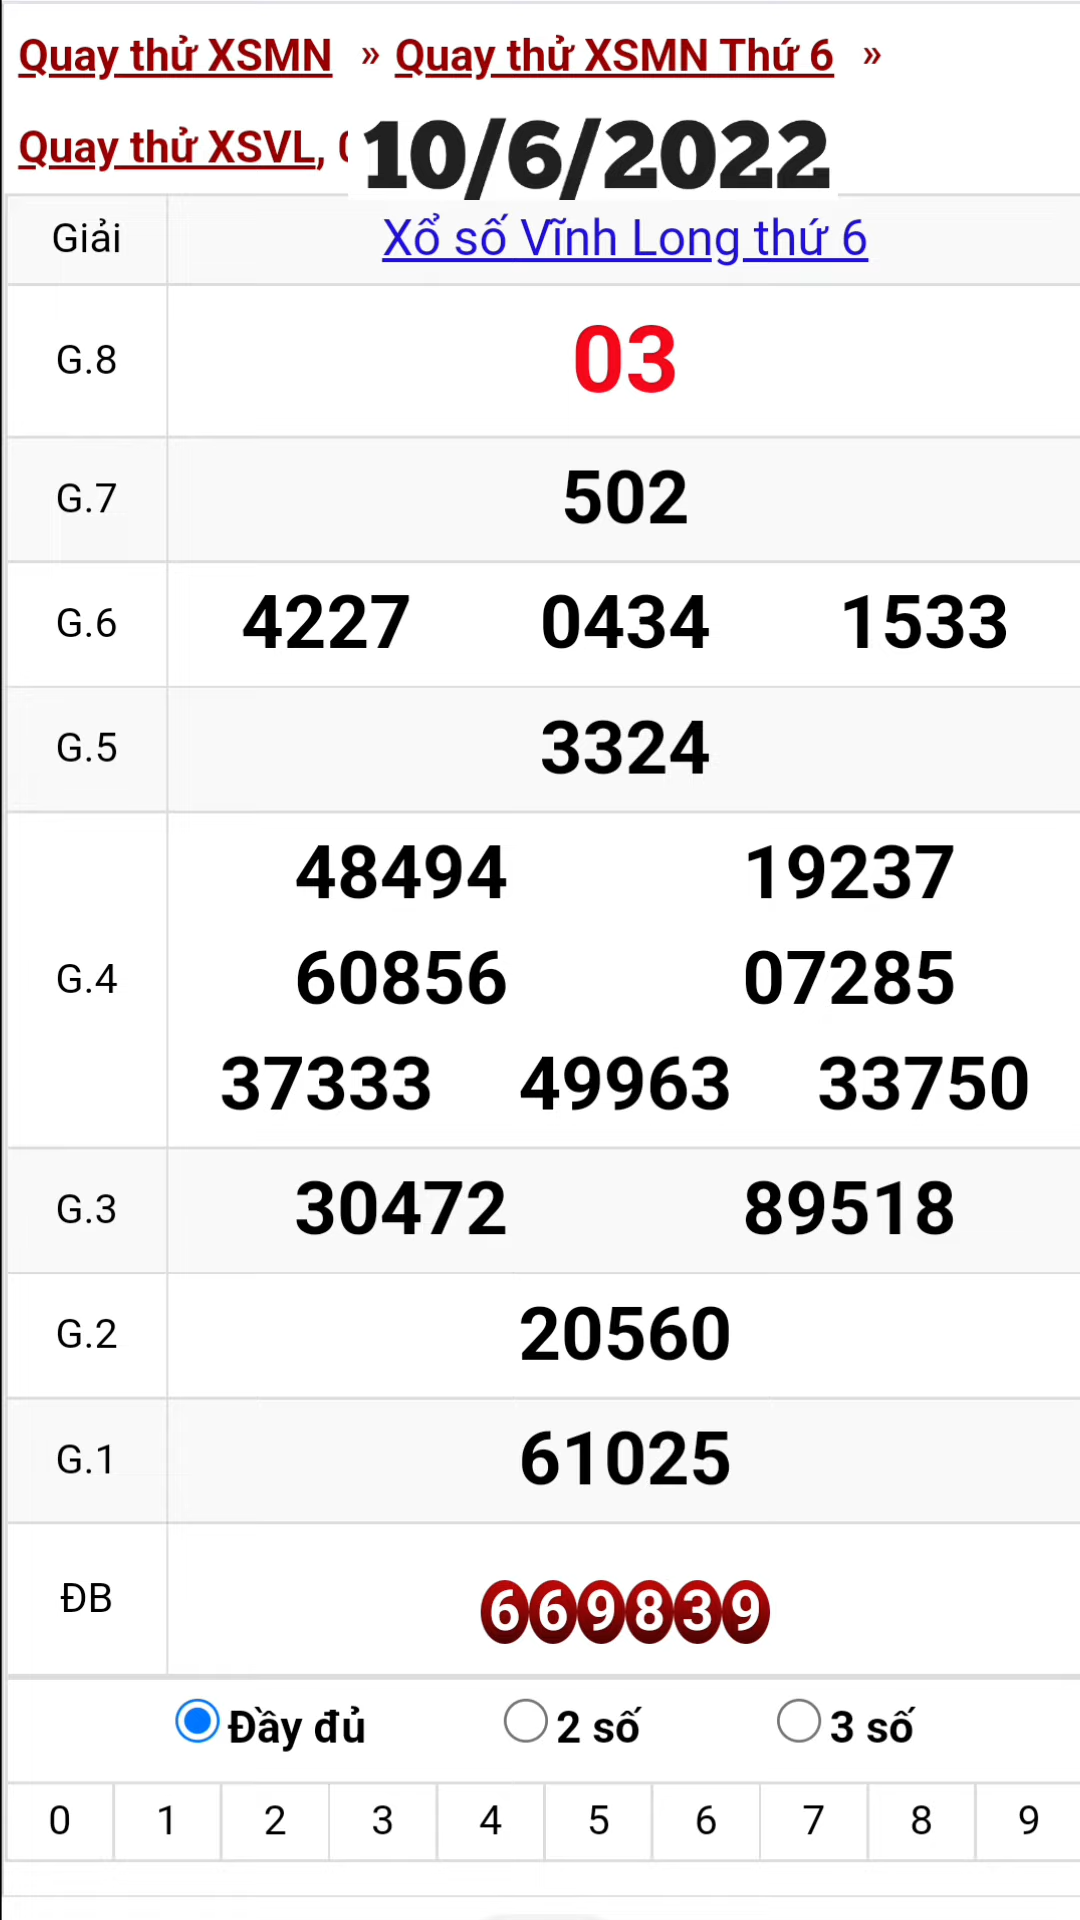 Quay thử XSMN » Quay thử XSMN Thứ 6 »
Quay thử XSVL, 10/6/2022
Giải Xổ số Vĩnh Long thứ 6
G.8 03
G.7 502
G.6 4227 0434 1533
G.5 3324
48494 19237
G.4 60856 07285
37333 49963 33750
G.3 30472 89518
G.2 20560
G.1 61025
ĐB 669839
Đầy đủ 2 số 3 số
0 1 2 3 4 5 6 7 8 9